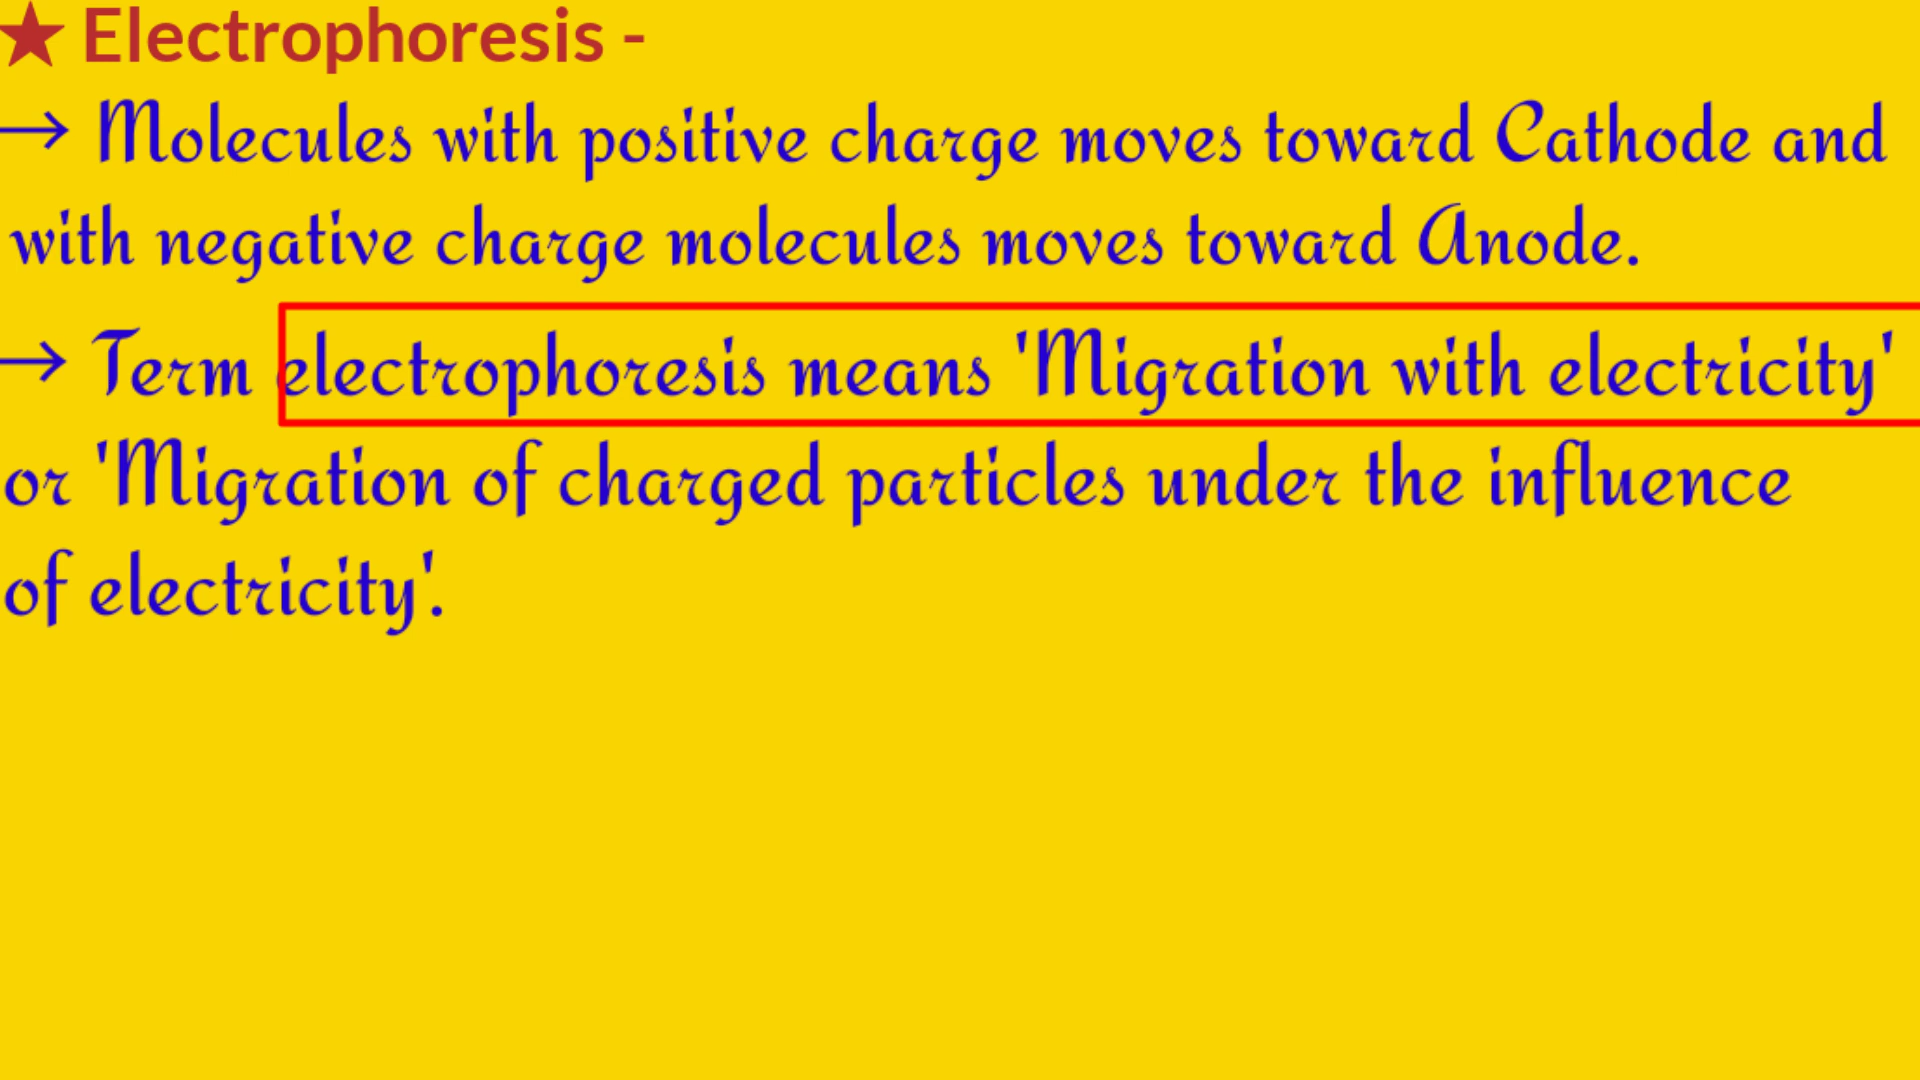 ★ Electrophoresis -
→ Molecules with positive charge moves toward Cathode and
with negative charge molecules moves toward Anode.
→ Term electrophoresis means 'Migration with electricity'
or 'Migration of charged particles under the influence
of electricity'.